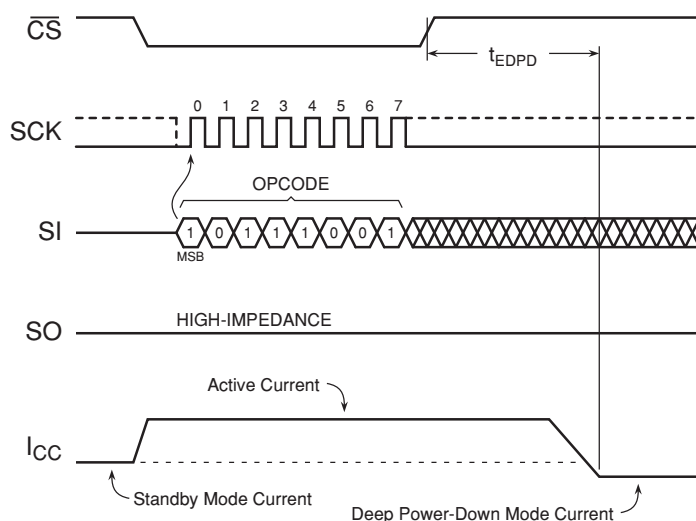 CS
tEDPD
0 1 2 3 4 5 6 7
SCK
OPCODE
SI
1 0 1 1 1 0 0 1
MSB
HIGH-IMPEDANCE
SO
Active Current
ICC
Standby Mode Current
Deep Power-Down Mode Current